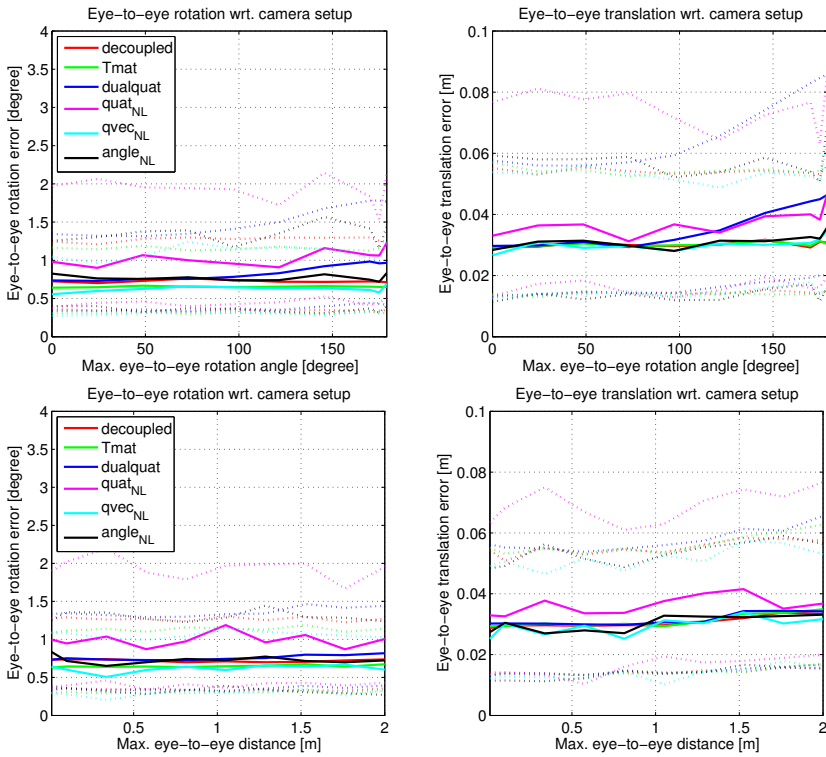 Eye−to−eye rotation wrt. camera setup
Eye−to−eye rotation error [degree]
4
3.5
3
2.5
2
1.5
1
0.5
0
decoupled
Tmat
dualquat
quat_NL
qvec_NL
angle_NL
0 50 100 150
Max. eye−to−eye rotation angle [degree]
Eye−to−eye translation wrt. camera setup
Eye−to−eye translation error [m]
0.1
0.08
0.06
0.04
0.02
0
0 50 100 150
Max. eye−to−eye rotation angle [degree]
Eye−to−eye rotation wrt. camera setup
Eye−to−eye rotation error [degree]
4
3.5
3
2.5
2
1.5
1
0.5
0
decoupled
Tmat
dualquat
quat_NL
qvec_NL
angle_NL
0.5 1 1.5 2
Max. eye−to−eye distance [m]
Eye−to−eye translation wrt. camera setup
Eye−to−eye translation error [m]
0.1
0.08
0.06
0.04
0.02
0
0.5 1 1.5 2
Max. eye−to−eye distance [m]